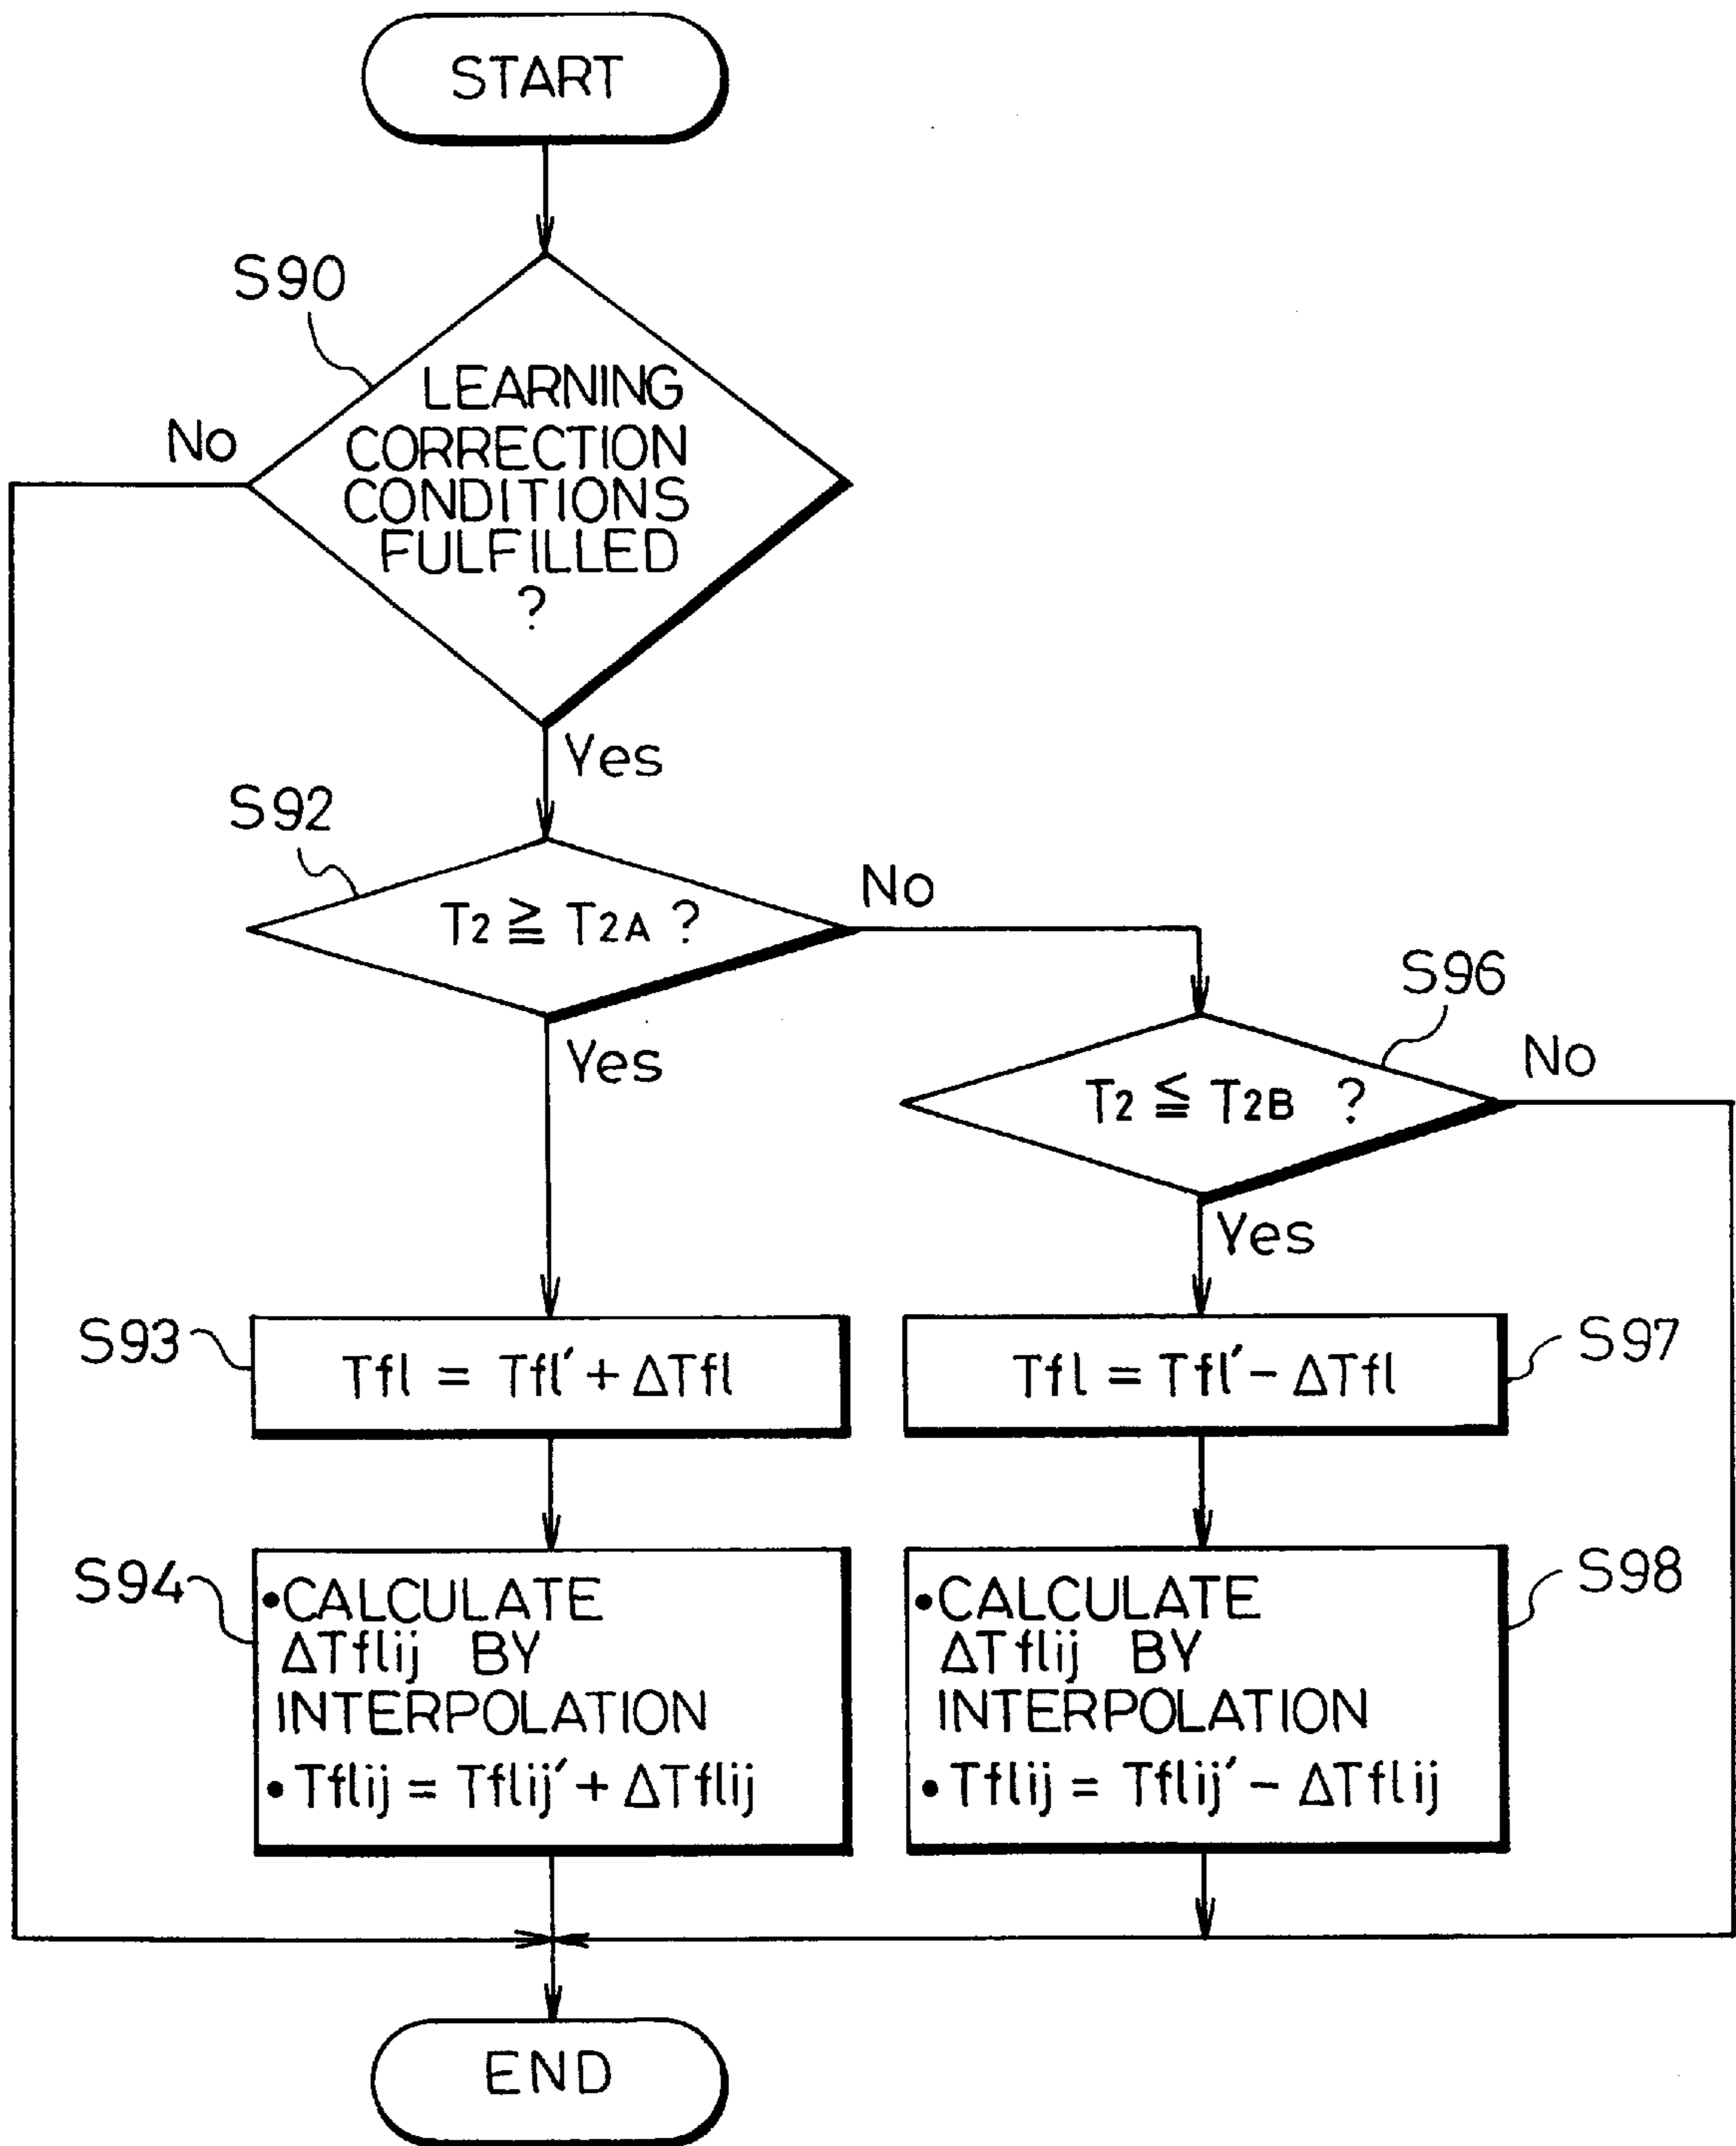 START
S90
LEARNING
CORRECTION
CONDITIONS
FULFILLED
?
No
Yes
S92
T2 ≧ T2A ?
No
Yes
S96
T2 ≦ T2B ?
No
Yes
S93
Tfl = Tfl′ + ΔTfl
S97
Tfl = Tfl′ − ΔTfl
S94
•CALCULATE
ΔTflij BY
INTERPOLATION
•Tflij = Tflij′ + ΔTflij
S98
•CALCULATE
ΔTflij BY
INTERPOLATION
•Tflij = Tflij′ − ΔTflij
END